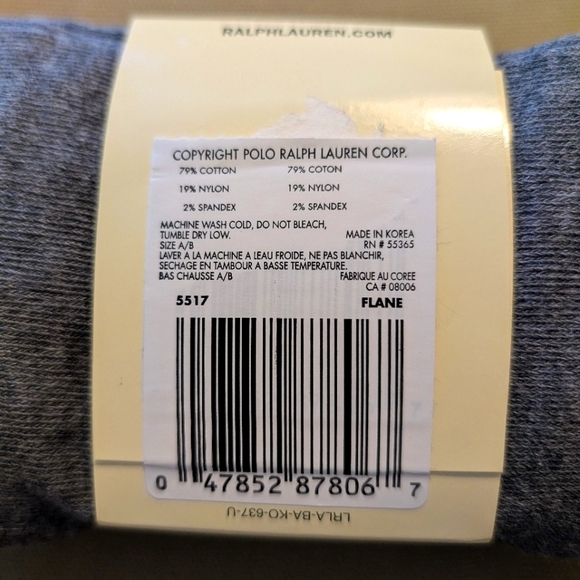 RALPHLAUREN.COM
COPYRIGHT POLO RALPH LAUREN CORP.
79% COTTON 79% COTON
19% NYLON 19% NYLON
2% SPANDEX 2% SPANDEX
MACHINE WASH COLD, DO NOT BLEACH,
TUMBLE DRY LOW. MADE IN KOREA
SIZE A/B RN # 55365
LAVER A LA MACHINE A LEAU FROIDE, NE PAS BLANCHIR,
SECHAGE EN TAMBOUR A BASSE TEMPERATURE.
BAS CHAUSSE A/B FABRIQUE AU COREE
CA # 08006
5517 FLANE
0 47852 87806 7
LRLA-BA-KO-637-U